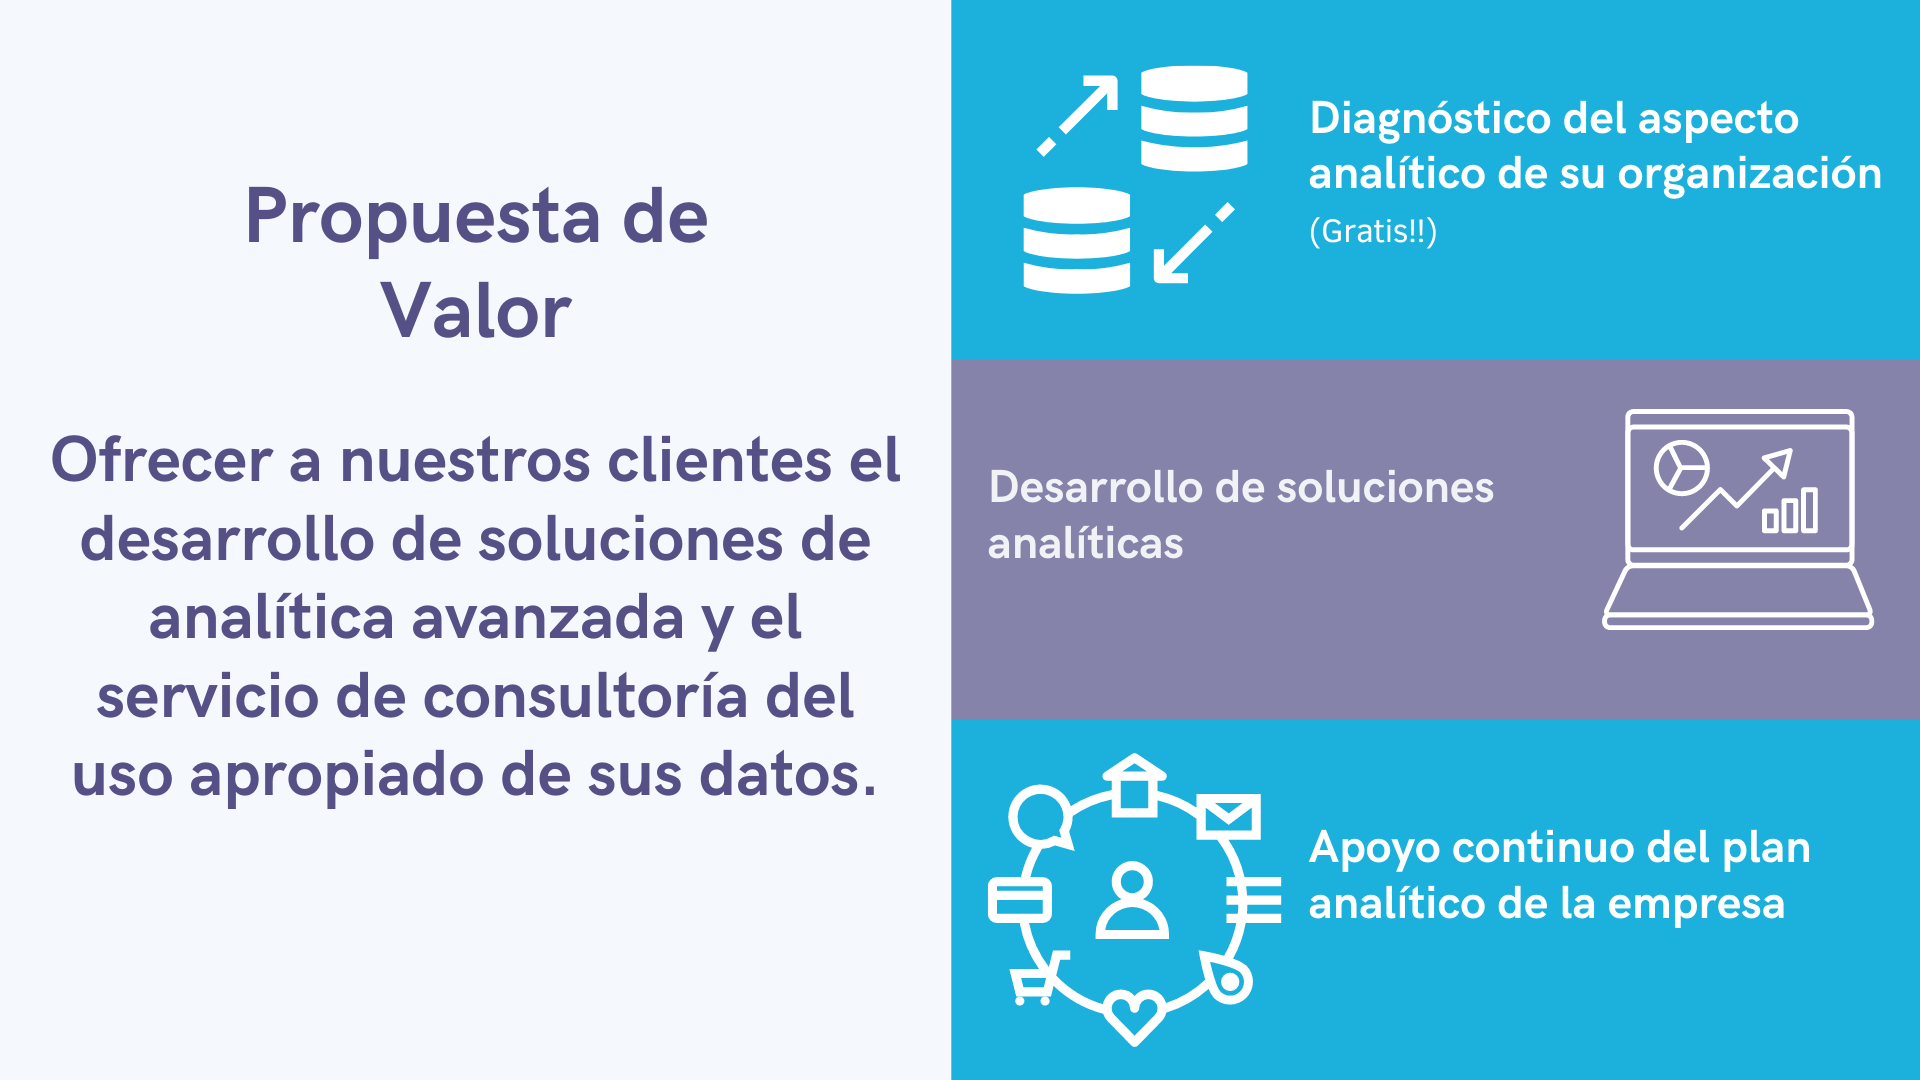 Propuesta de
Valor
Ofrecer a nuestros clientes el
desarrollo de soluciones de
analítica avanzada y el
servicio de consultoría del
uso apropiado de sus datos.
Diagnóstico del aspecto
analítico de su organización
(Gratis!!)
Desarrollo de soluciones
analíticas
Apoyo continuo del plan
analítico de la empresa